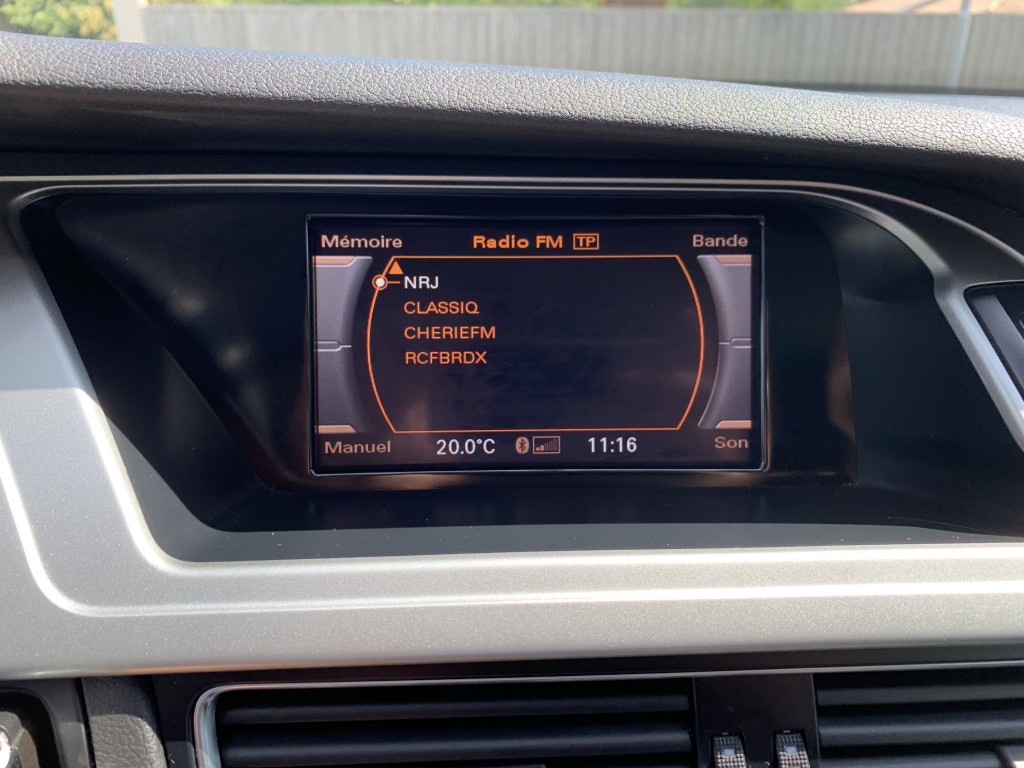 Mémoire Radio FM TP Bande
NRJ
CLASSIQ
CHERIEFM
RCFBRDX
Manuel 20.0°C 11:16 Son